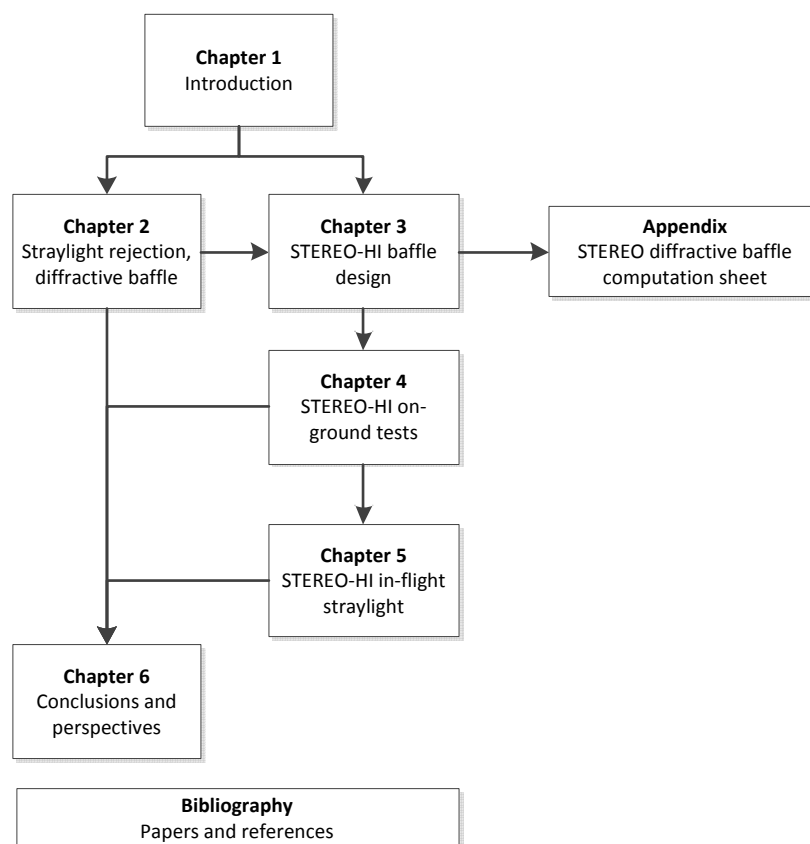 Chapter 1
Introduction
Chapter 2
Straylight rejection,
diffractive baffle
Chapter 3
STEREO-HI baffle
design
Appendix
STEREO diffractive baffle
computation sheet
Chapter 4
STEREO-HI on-
ground tests
Chapter 5
STEREO-HI in-flight
straylight
Chapter 6
Conclusions and
perspectives
Bibliography
Papers and references